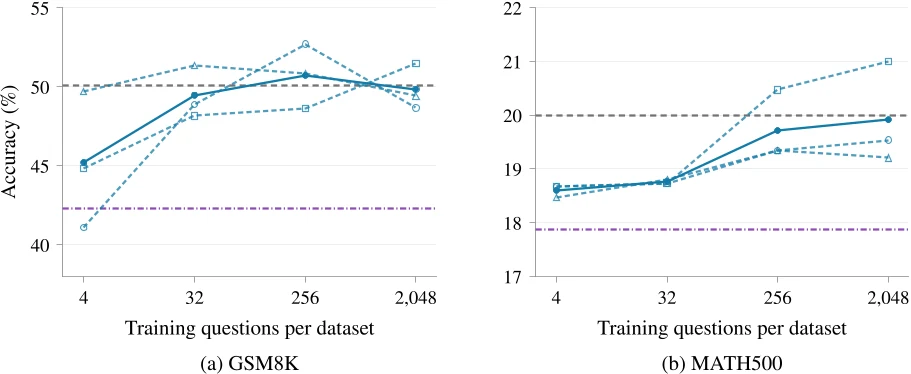 Accuracy (%)
55
50
45
40
4 32 256 2,048
Training questions per dataset
(a) GSM8K
22
21
20
19
18
17
4 32 256 2,048
Training questions per dataset
(b) MATH500